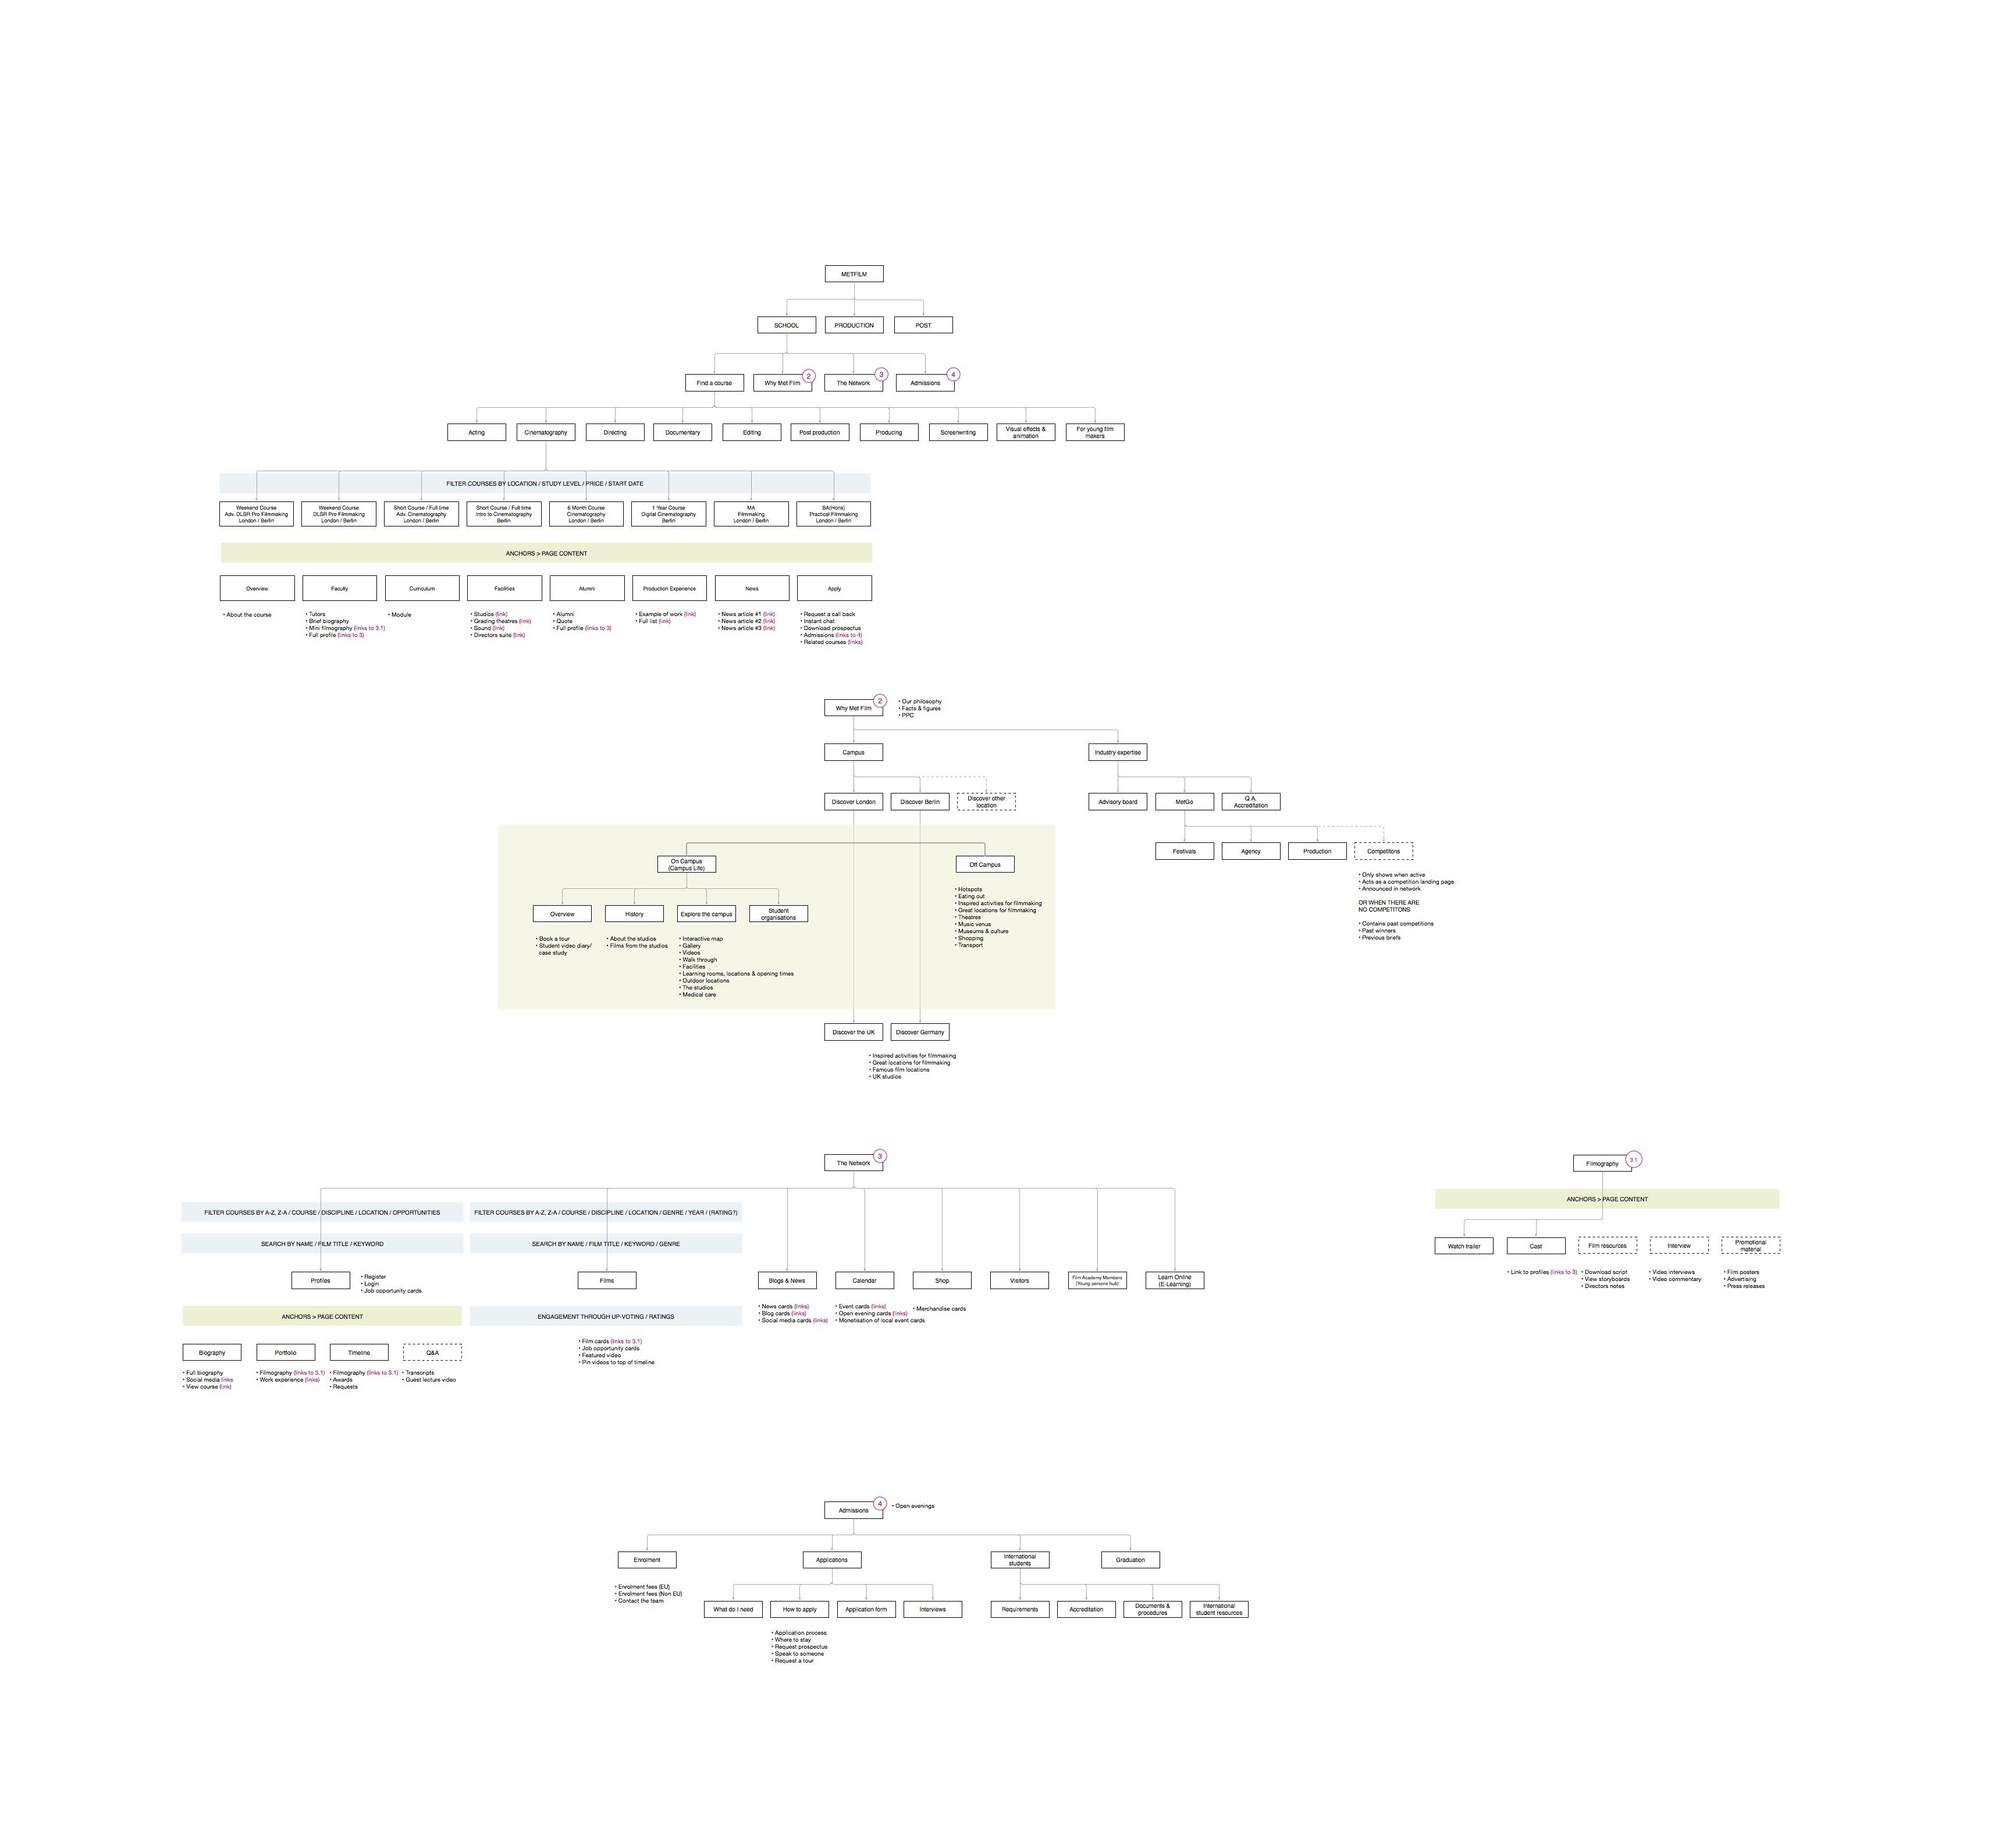 METFILM
SCHOOL
PRODUCTION
POST
Find a course
Why Met Film
2
The Network
3
Admissions
4
Acting
Cinematography
Directing
Documentary
Editing
Post production
Producing
Screenwriting
Visual effects &
animation
For young film
makers
FILTER COURSES BY LOCATION / STUDY LEVEL / PRICE / START DATE
Weekend Course
Adv. DLSR Pro Filmmaking
London / Berlin
Weekend Course
DLSR Pro Filmmaking
London / Berlin
Short Course / Full time
Adv. Cinematography
London / Berlin
Short Course / Full time
Intro to Cinematography
Berlin
6 Month Course
Cinematography
London / Berlin
1 Year Course
Digital Cinematography
Berlin
MA
Filmmaking
London / Berlin
BA(Hons)
Practical Filmmaking
London / Berlin
ANCHORS > PAGE CONTENT
Overview
Faculty
Curriculum
Facilities
Alumni
Production Experience
News
Apply
• About the course
• Tutors
• Brief biography
• Mini filmography (links to 3.1)
• Full profile (links to 3)
• Module
• Studios (link)
• Grading theatres (link)
• Sound (link)
• Directors suite (link)
• Alumni
• Quote
• Full profile (links to 3)
• Example of work (link)
• Full list (link)
• News article #1 (link)
• News article #2 (link)
• News article #3 (link)
• Request a call back
• Instant chat
• Download prospectus
• Admissions (links to 4)
• Related courses (links)
Why Met Film
2
• Our philosophy
• Facts & figures
• PPC
Campus
Industry expertise
Discover London
Discover Berlin
Discover other
location
Advisory board
MetGo
Q.A.
Accreditation
Festivals
Agency
Production
Competitons
• Only shows when active
• Acts as a competition landing page
• Announced in network
OR WHEN THERE ARE
NO COMPETITONS
• Contains past competitions
• Past winners
• Previous briefs
On Campus
(Campus Life)
Off Campus
• Hotspots
• Eating out
• Inspired activities for filmmaking
• Great locations for filmmaking
• Theatres
• Music venue
• Museums & culture
• Shopping
• Transport
Overview
History
Explore the campus
Student
organisations
• Book a tour
• Student video diary/
case study
• About the studios
• Films from the studios
• Interactive map
• Gallery
• Videos
• Walk through
• Facilities
• Learning rooms, locations & opening times
• Outdoor locations
• The studios
• Medical care
Discover the UK
Discover Germany
• Inspired activities for filmmaking
• Great locations for filmmaking
• Famous film locations
• UK studios
The Network
3
FILTER COURSES BY A-Z, Z-A / COURSE / DISCIPLINE / LOCATION / OPPORTUNITIES
FILTER COURSES BY A-Z, Z-A / COURSE / DISCIPLINE / LOCATION / GENRE / YEAR / (RATING?)
SEARCH BY NAME / FILM TITLE / KEYWORD
SEARCH BY NAME / FILM TITLE / KEYWORD / GENRE
Profiles
• Register
• Login
• Job opportunity cards
Films
Blogs & News
Calendar
Shop
Visitors
Film Academy Members
(Young persons hub)
Learn Online
(E-Learning)
• News cards (links)
• Blog cards (links)
• Social media cards (links)
• Event cards (links)
• Open evening cards (links)
• Monetisation of local event cards
• Merchandise cards
ANCHORS > PAGE CONTENT
ENGAGEMENT THROUGH UP-VOTING / RATINGS
• Film cards (links to 3.1)
• Job opportunity cards
• Featured video
• Pin videos to top of timeline
Biography
Portfolio
Timeline
Q&A
• Full biography
• Social media links
• View course (link)
• Filmography (links to 3.1)
• Work experience (links)
• Filmography (links to 3.1)
• Awards
• Requests
• Transcripts
• Guest lecture video
Filmography
3.1
ANCHORS > PAGE CONTENT
Watch trailer
Cast
Film resources
Interview
Promotional
material
• Link to profiles (links to 3)
• Download script
• View storyboards
• Directors notes
• Video interviews
• Video commentary
• Film posters
• Advertising
• Press releases
Admissions
4
• Open evenings
Enrolment
Applications
International
students
Graduation
• Enrolment fees (EU)
• Enrolment fees (Non EU)
• Contact the team
What do I need
How to apply
Application form
Interviews
Requirements
Accreditation
Documents &
procedures
International
student resources
• Application process
• Where to stay
• Request prospectus
• Speak to someone
• Request a tour